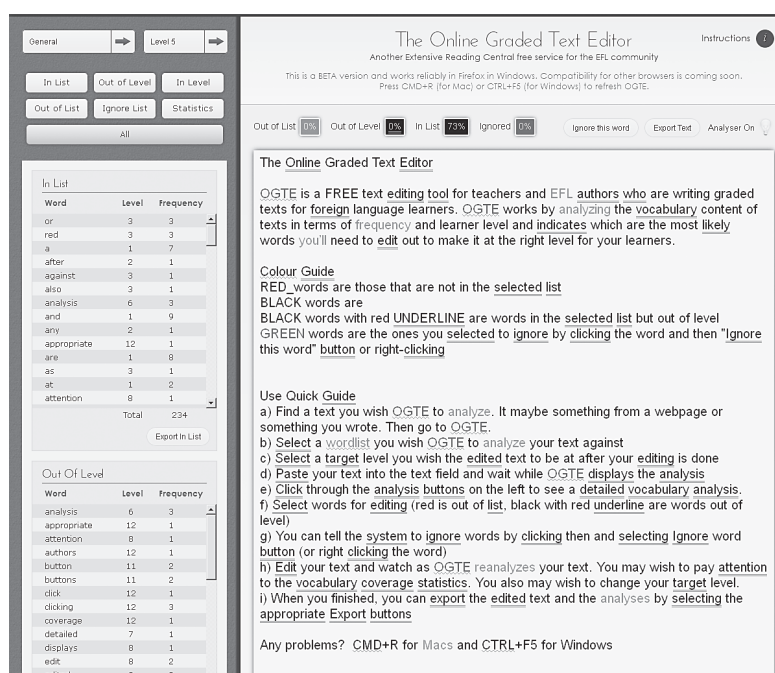 General
Level 5
In List
Out of Level
In Level
Out of List
Ignore List
Statistics
All
In List
Word Level Frequency
or 3 3
red 3 3
a 1 7
after 2 1
against 3 1
also 3 1
analysis 6 3
and 1 9
any 2 1
appropriate 12 1
are 1 8
as 3 1
at 1 2
attention 8 1
Total 234
Export In List
Out Of Level
Word Level Frequency
analysis 6 3
appropriate 12 1
attention 8 1
authors 12 1
button 11 2
buttons 11 2
click 12 1
clicking 12 3
coverage 12 1
detailed 7 1
displays 8 1
edit 8 2
The Online Graded Text Editor
Instructions i
Another Extensive Reading Central free service for the EFL community
This is a BETA version and works reliably in Firefox in Windows. Compatibility for other browsers is coming soon.
Press CMD+R (for Mac) or CTRL+F5 (for Windows) to refresh OGTE.
Out of List 0% Out of Level 0% In List 73% Ignored 0% Ignore this word Export Text Analyser On
The Online Graded Text Editor
OGTE is a FREE text editing tool for teachers and EFL authors who are writing graded
texts for foreign language learners. OGTE works by analyzing the vocabulary content of
texts in terms of frequency and learner level and indicates which are the most likely
words you'll need to edit out to make it at the right level for your learners.
Colour Guide
RED_words are those that are not in the selected list
BLACK words are
BLACK words with red UNDERLINE are words in the selected list but out of level
GREEN words are the ones you selected to ignore by clicking the word and then "Ignore
this word" button or right-clicking
Use Quick Guide
a) Find a text you wish OGTE to analyze. It maybe something from a webpage or
something you wrote. Then go to OGTE.
b) Select a wordlist you wish OGTE to analyze your text against
c) Select a target level you wish the edited text to be at after your editing is done
d) Paste your text into the text field and wait while OGTE displays the analysis
e) Click through the analysis buttons on the left to see a detailed vocabulary analysis.
f) Select words for editing (red is out of list, black with red underline are words out of
level)
g) You can tell the system to ignore words by clicking then and selecting Ignore word
button (or right clicking the word)
h) Edit your text and watch as OGTE reanalyzes your text. You may wish to pay attention
to the vocabulary coverage statistics. You also may wish to change your target level.
i) When you finished, you can export the edited text and the analyses by selecting the
appropriate Export buttons
Any problems? CMD+R for Macs and CTRL+F5 for Windows